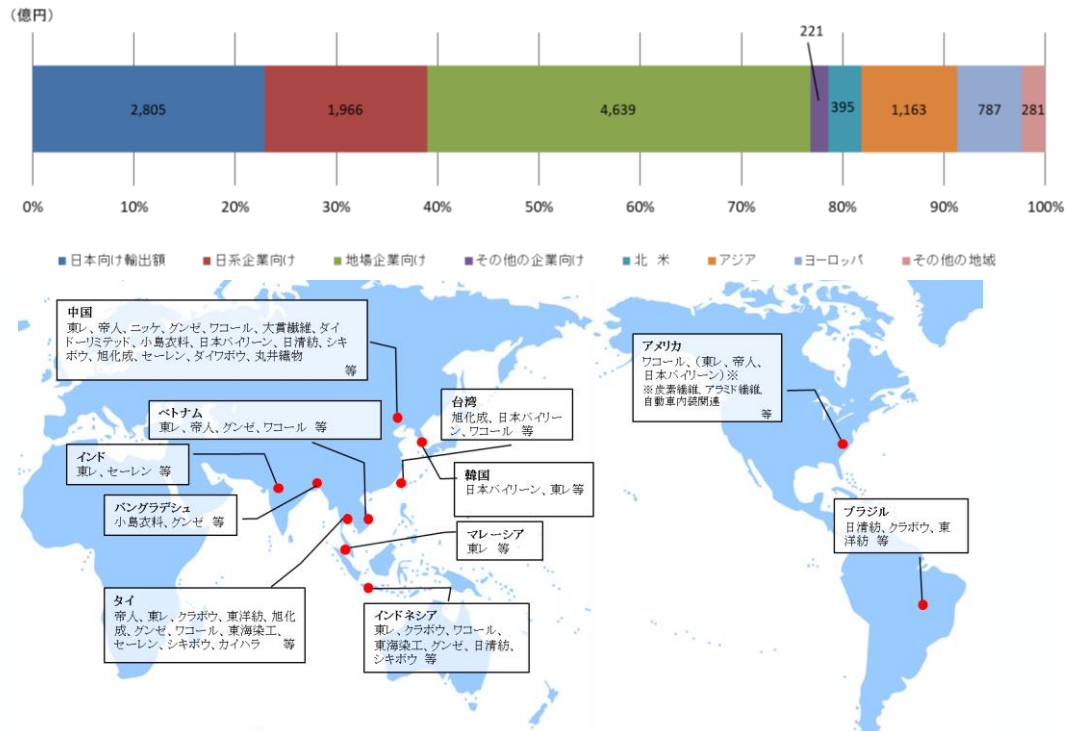 （億円）
221
2,805
1,966
4,639
395
1,163
787
281
0%
10%
20%
30%
40%
50%
60%
70%
80%
90%
100%
日本向け輸出額
日系企業向け
地場企業向け
その他の企業向け
北 米
アジア
ヨーロッパ
その他の地域
中国
東レ、帝人、ニッケ、グンゼ、ワコール、大貫繊維、ダイ
ドーリミテッド、小島衣料、日本バイリーン、日清紡、シキ
ボウ、旭化成、セーレン、ダイワボウ、丸井織物
等
ベトナム
東レ、帝人、グンゼ、ワコール 等
インド
東レ、セーレン 等
バングラデシュ
小島衣料、グンゼ 等
台湾
旭化成、日本バイリー
ン、ワコール 等
韓国
日本バイリーン、東レ等
マレーシア
東レ 等
タイ
帝人、東レ、クラボウ、東洋紡、旭化
成、グンゼ、ワコール、東海染工、
セーレン、シキボウ、カイハラ 等
インドネシア
東レ、クラボウ、ワコール、
東海染工、グンゼ、日清紡、
シキボウ 等
アメリカ
ワコール、（東レ、帝人、
日本バイリーン）※
※炭素繊維、アラミド繊維、
自動車内装関連
等
ブラジル
日清紡、クラボウ、東
洋紡 等